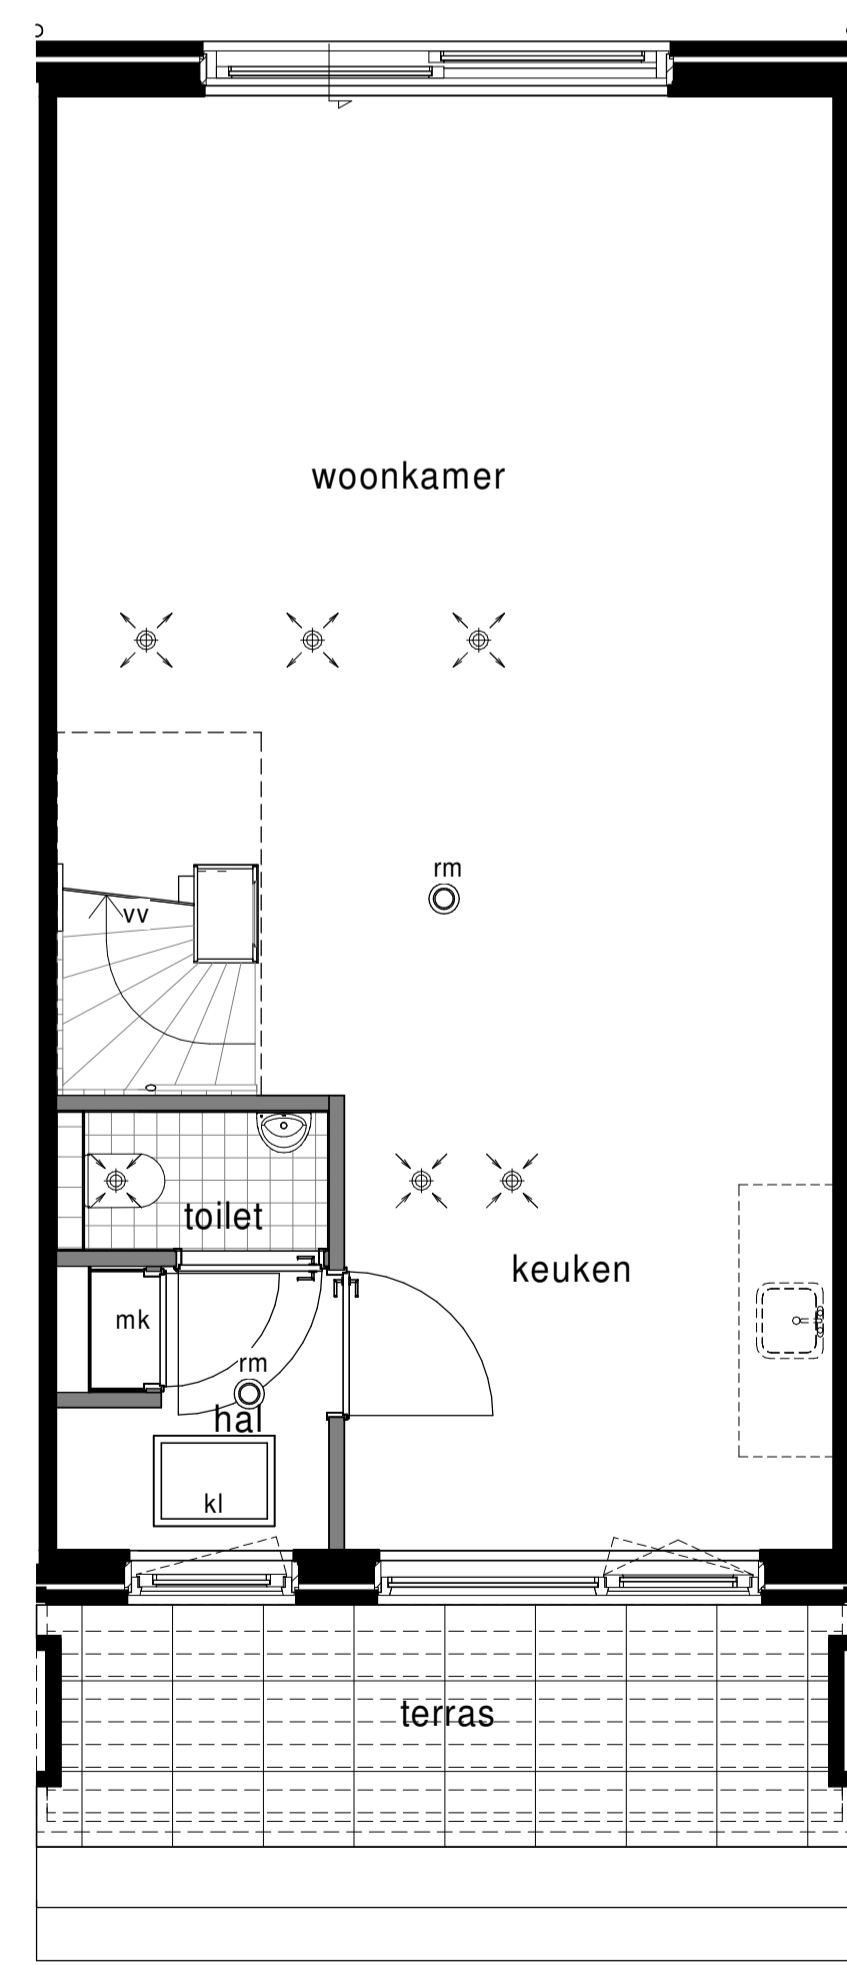 woonkamer
rm
vv
toilet
keuken
mk
rm
hal
kl
terras